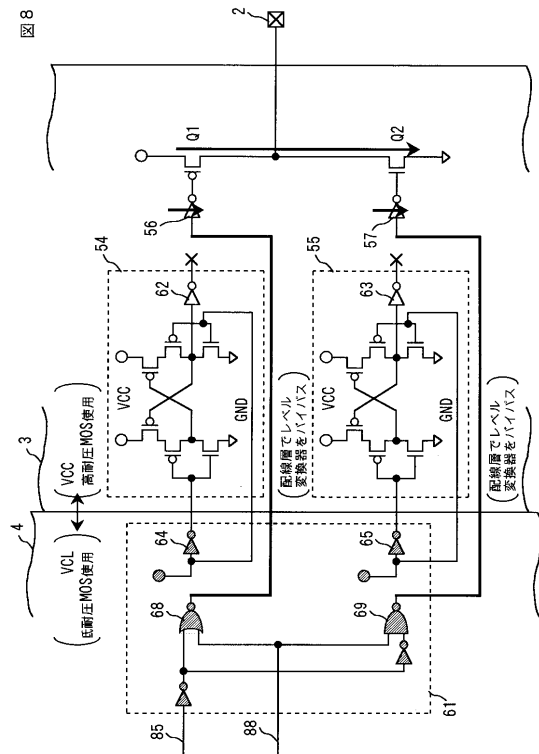 図8
4
3
VCL
低耐圧MOS使用
VCC
高耐圧MOS使用
54
VCC
GND
62
56
Q1
2
配線層でレベル
変換器をバイパス
55
VCC
GND
63
57
Q2
配線層でレベル
変換器をバイパス
64
68
65
69
85
88
61